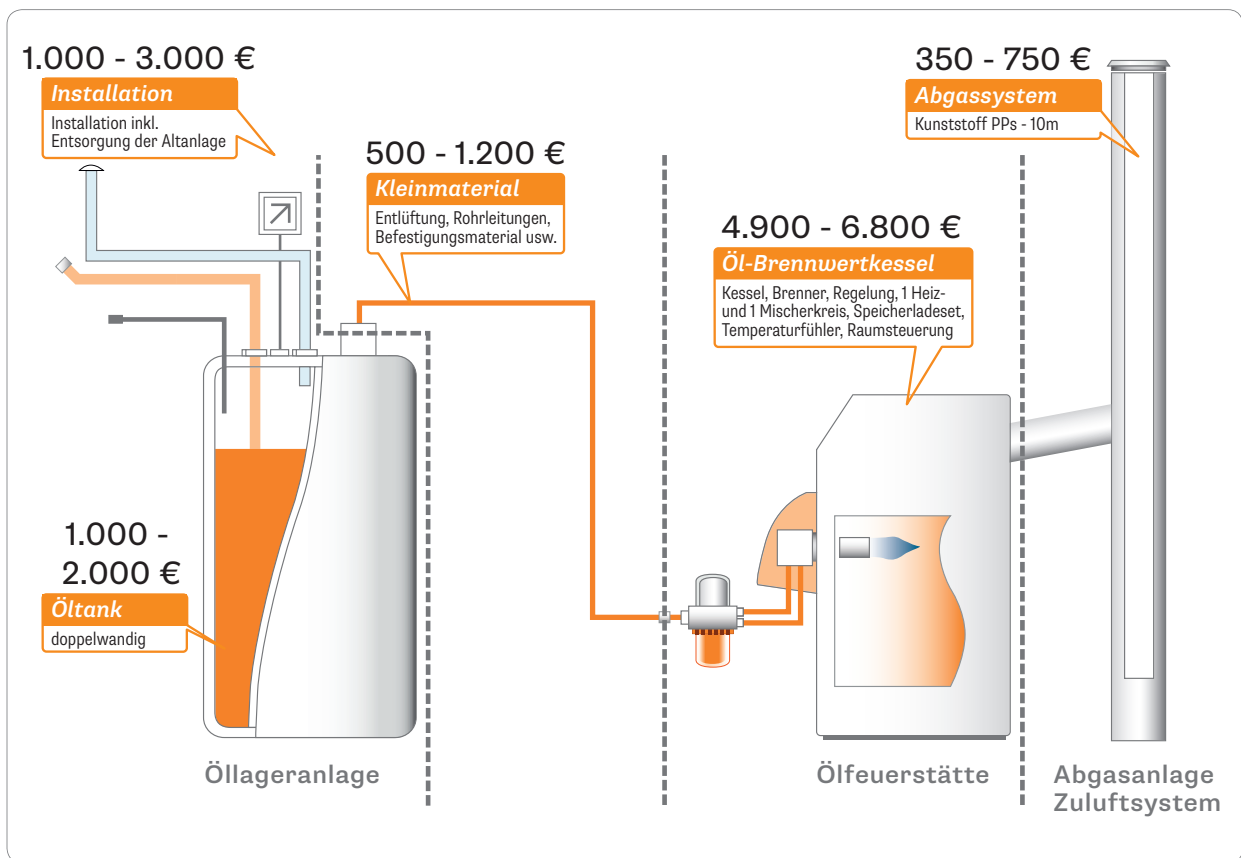 1.000 - 3.000 €
Installation
Installation inkl.
Entsorgung der Altanlage
500 - 1.200 €
Kleinmaterial
Entlüftung, Rohrleitungen,
Befestigungsmaterial usw.
4.900 - 6.800 €
Öl-Brennwertkessel
Kessel, Brenner, Regelung, 1 Heiz-
und 1 Mischerkreis, Speicherladeset,
Temperaturfühler, Raumsteuerung
350 - 750 €
Abgassystem
Kunststoff PPs - 10m
1.000 -
2.000 €
Öltank
doppelwandig
Öllageranlage
Ölfeuerstätte
Abgasanlage
Zuluftsystem